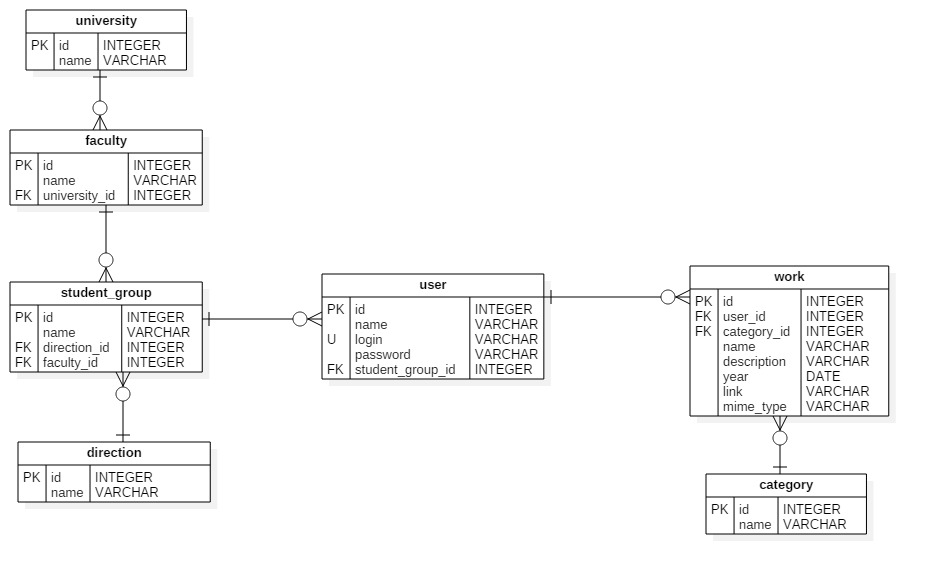 university
PK id INTEGER
name VARCHAR
faculty
PK id INTEGER
name VARCHAR
FK university_id INTEGER
student_group
PK id INTEGER
name VARCHAR
FK direction_id INTEGER
FK faculty_id INTEGER
user
PK id INTEGER
name VARCHAR
U login VARCHAR
password VARCHAR
FK student_group_id INTEGER
work
PK id INTEGER
FK user_id INTEGER
FK category_id INTEGER
name VARCHAR
description VARCHAR
year DATE
link VARCHAR
mime_type VARCHAR
direction
PK id INTEGER
name VARCHAR
category
PK id INTEGER
name VARCHAR